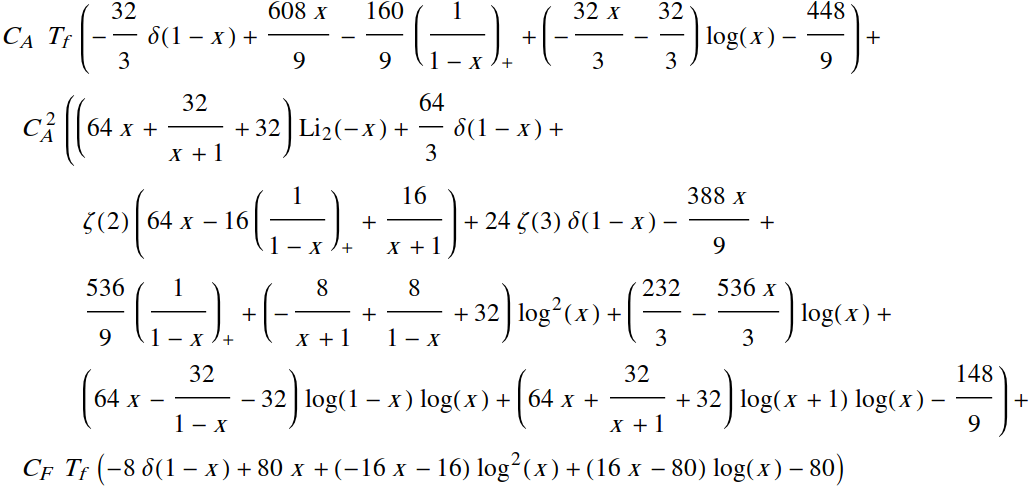 C_A T_f ( -32/3 δ(1 − x) + 608 x/9 − 160/9 (1/(1 − x))_+ + ( −32 x/3 − 32/3 ) log(x) − 448/9 ) +
C_A^2 ( ( 64 x + 32/(x + 1) + 32 ) Li_2(−x) + 64/3 δ(1 − x) +
ζ(2) ( 64 x − 16 (1/(1 − x))_+ + 16/(x + 1) ) + 24 ζ(3) δ(1 − x) − 388 x/9 +
536/9 (1/(1 − x))_+ + ( −8/(x + 1) + 8/(1 − x) + 32 ) log^2(x) + ( 232/3 − 536 x/3 ) log(x) +
( 64 x − 32/(1 − x) − 32 ) log(1 − x) log(x) + ( 64 x + 32/(x + 1) + 32 ) log(x + 1) log(x) − 148/9 ) +
C_F T_f (−8 δ(1 − x) + 80 x + (−16 x − 16) log^2(x) + (16 x − 80) log(x) − 80)